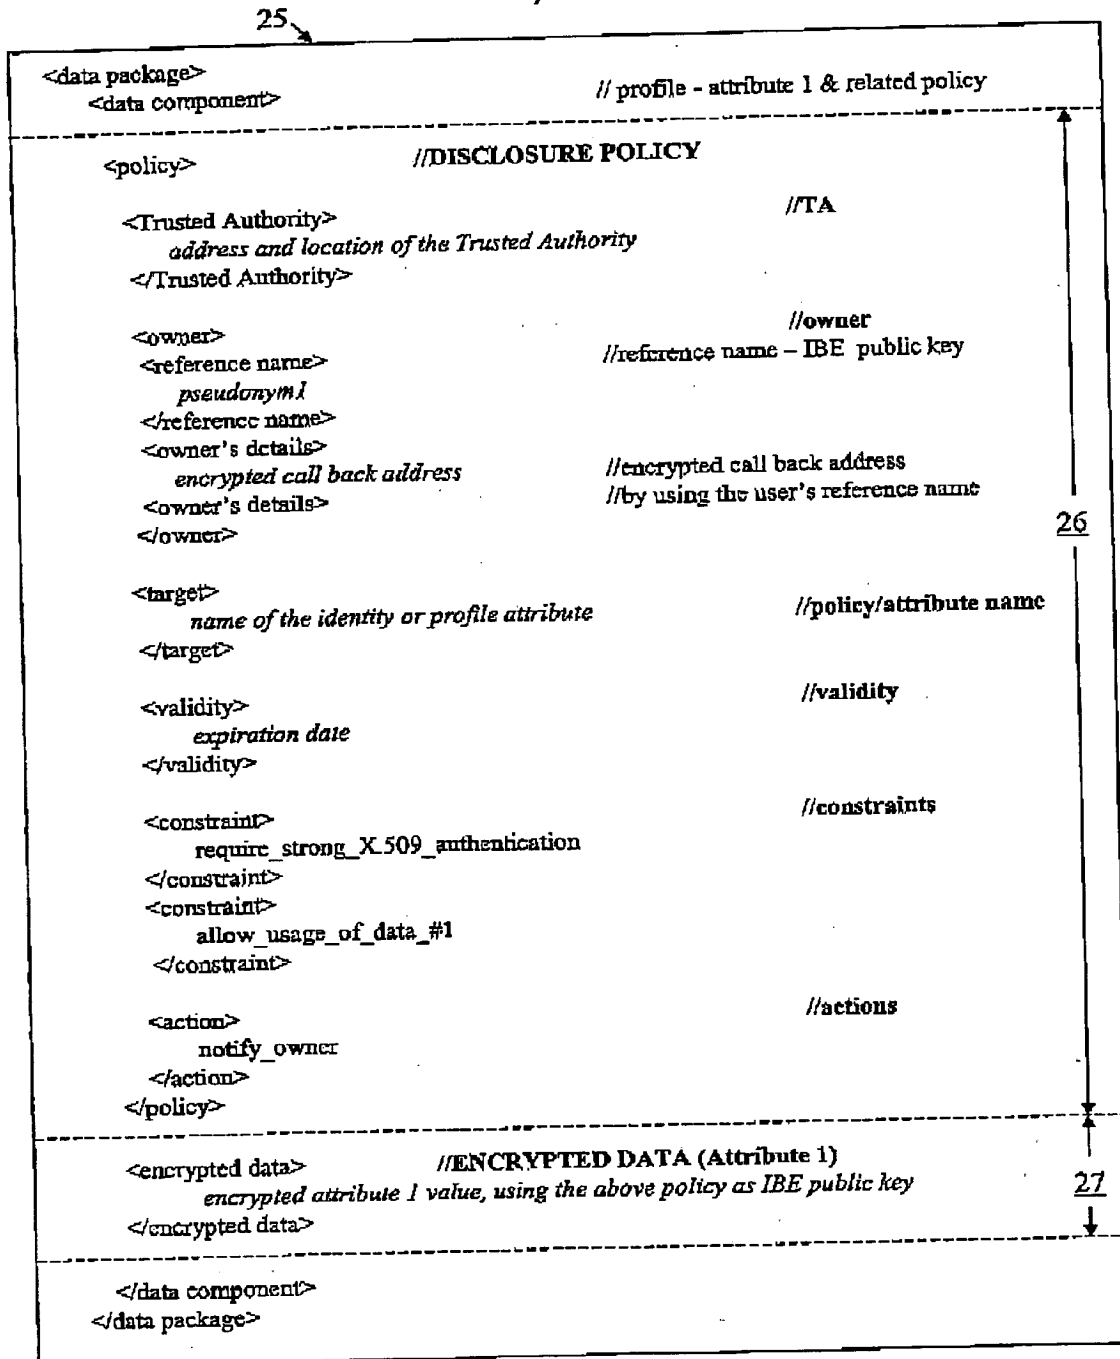 25
<data package>
<data component> // profile - attribute 1 & related policy
<policy> //DISCLOSURE POLICY
<Trusted Authority> //TA
address and location of the Trusted Authority
</Trusted Authority>
<owner> //owner
<reference name> //reference name – IBE public key
pseudonym1
</reference name>
<owner's details>
encrypted call back address //encrypted call back address
<owner's details> //by using the user's reference name
</owner>
26
<target>
name of the identity or profile attribute //policy/attribute name
</target>
<validity> //validity
expiration date
</validity>
<constraint> //constraints
require_strong_X.509_authentication
</constraint>
<constraint>
allow_usage_of_data_#1
</constraint>
<action> //actions
notify_owner
</action>
</policy>
<encrypted data> //ENCRYPTED DATA (Attribute 1)
encrypted attribute 1 value, using the above policy as IBE public key 27
</encrypted data>
</data component>
</data package>